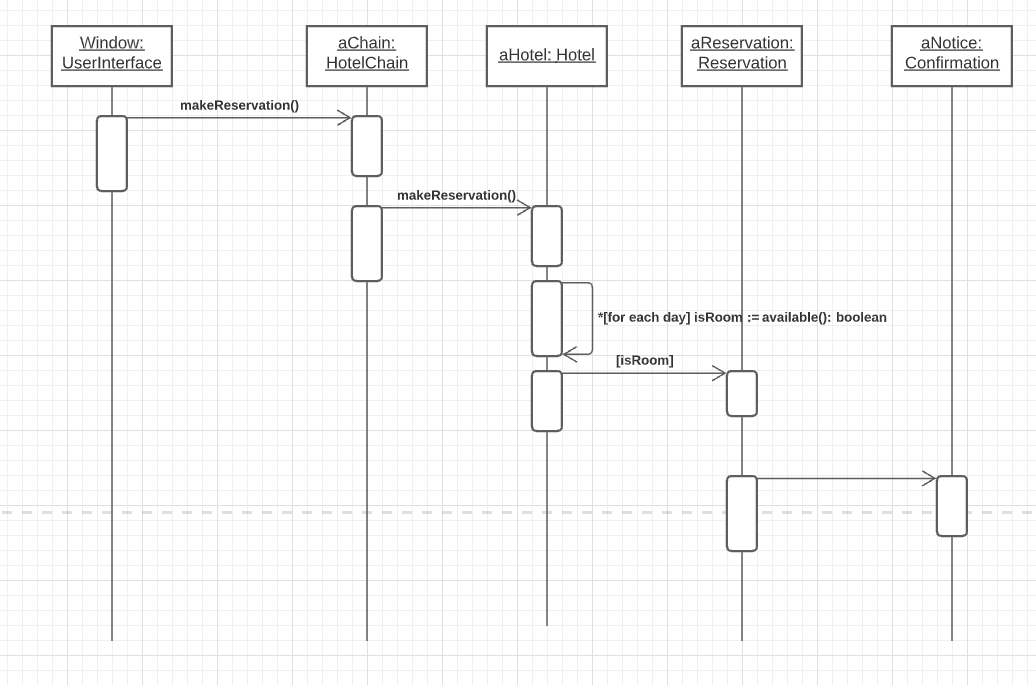 Window:
UserInterface
aChain:
HotelChain
aHotel: Hotel
aReservation:
Reservation
aNotice:
Confirmation
makeReservation()
makeReservation()
*[for each day] isRoom := available(): boolean
[isRoom]